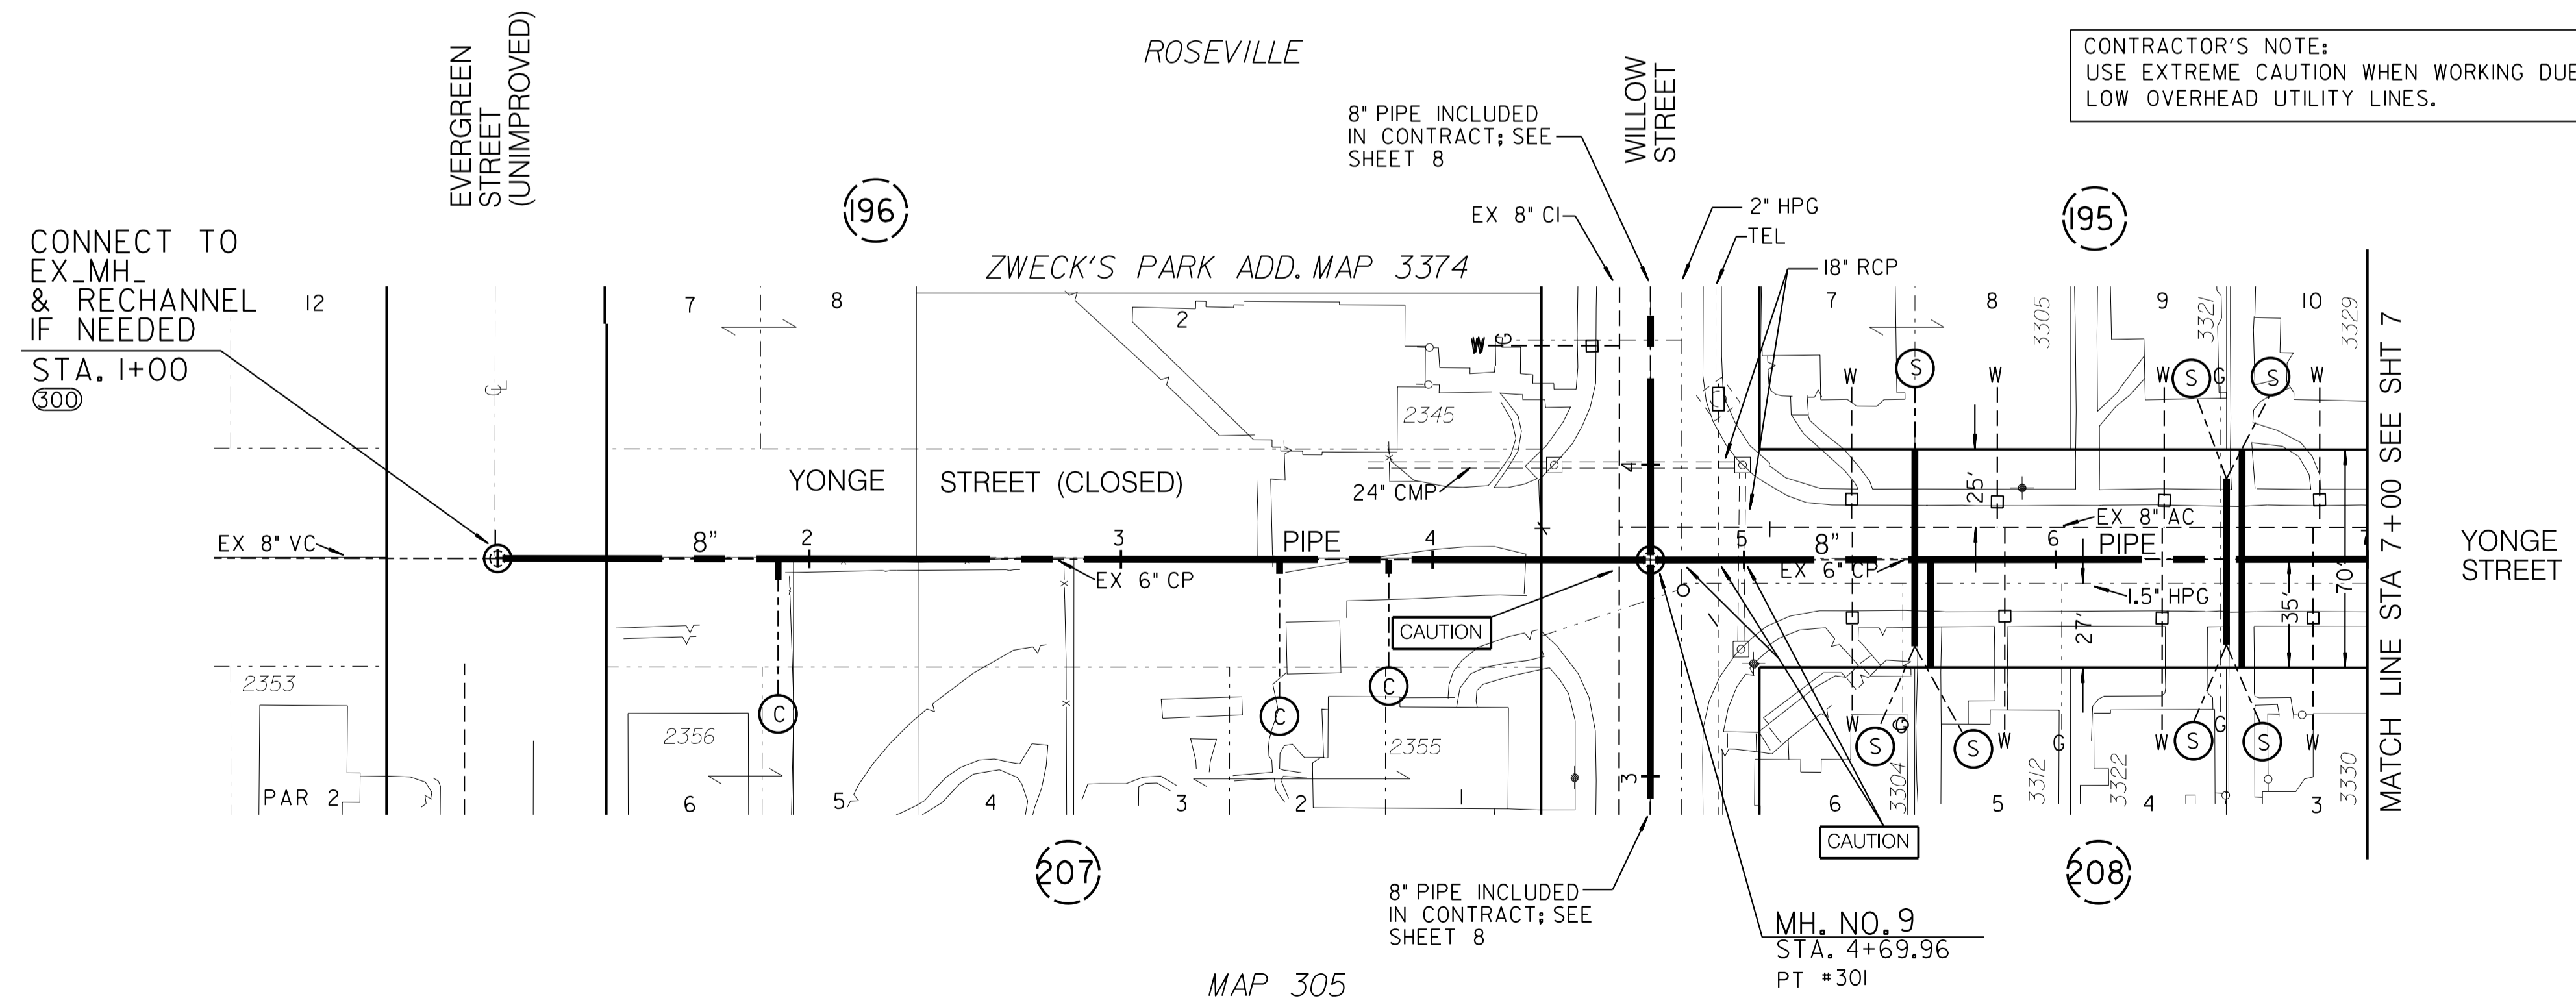 EVERGREEN
STREET
(UNIMPROVED)
ROSEVILLE
CONTRACTOR'S NOTE:
USE EXTREME CAUTION WHEN WORKING DUE
LOW OVERHEAD UTILITY LINES.
8" PIPE INCLUDED
IN CONTRACT; SEE
SHEET 8
WILLOW
STREET
196
EX 8" CI
2" HPG
TEL
195
CONNECT TO
EX_MH_
& RECHANNEL
IF NEEDED
STA. 1+00
300
ZWECK'S PARK ADD. MAP 3374
18" RCP
12
CL
7
8
2
W
G
2345
7
8
3305
9
3321
10
3329
W
S
W
W
S
G
S
W
YONGE STREET (CLOSED)
24" CMP
4
25'
EX 8" AC
EX 8" VC
1
8"
2
3
PIPE
4
5
8"
6
PIPE
7
EX 6" CP
EX 6" CP
1.5" HPG
CAUTION
27'
35'
70'
MATCH LINE STA 7+00 SEE SHT 7
YONGE
STREET
2353
PAR 2
2356
C
C
C
2355
3
W
G
S
S
W
G
W
S
G
S
W
6
5
4
3
2
1
6
3304
5
3312
3322
4
3
3330
CAUTION
207
208
8" PIPE INCLUDED
IN CONTRACT; SEE
SHEET 8
MH. NO. 9
STA. 4+69.96
PT #301
MAP 305